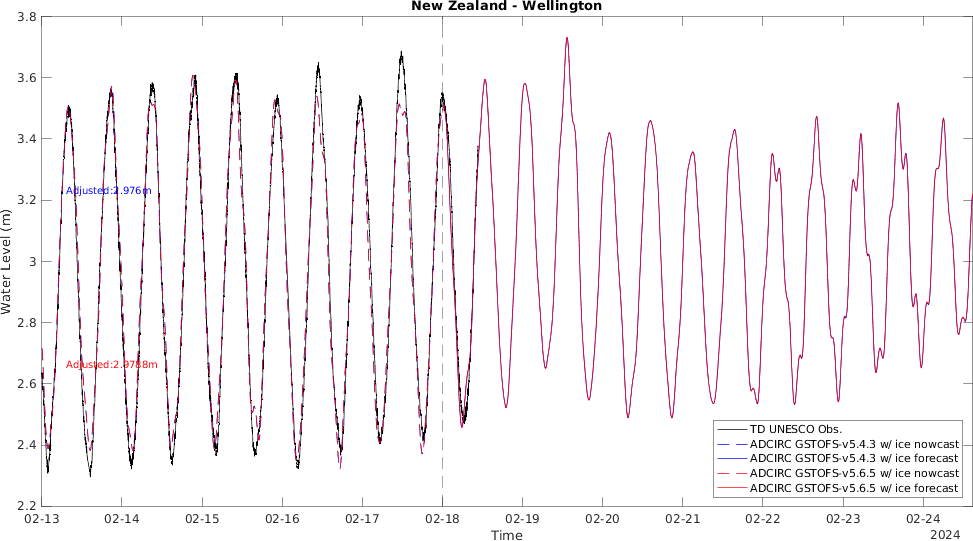 New Zealand - Wellington
3.8
3.6
3.4
3.2
3
2.8
2.6
2.4
2.2
Water Level (m)
Adjusted:2.976m
Adjusted:2.9788m
TD UNESCO Obs.
ADCIRC GSTOFS-v5.4.3 w/ ice nowcast
ADCIRC GSTOFS-v5.4.3 w/ ice forecast
ADCIRC GSTOFS-v5.6.5 w/ ice nowcast
ADCIRC GSTOFS-v5.6.5 w/ ice forecast
02-13 02-14 02-15 02-16 02-17 02-18 02-19 02-20 02-21 02-22 02-23 02-24
Time
2024